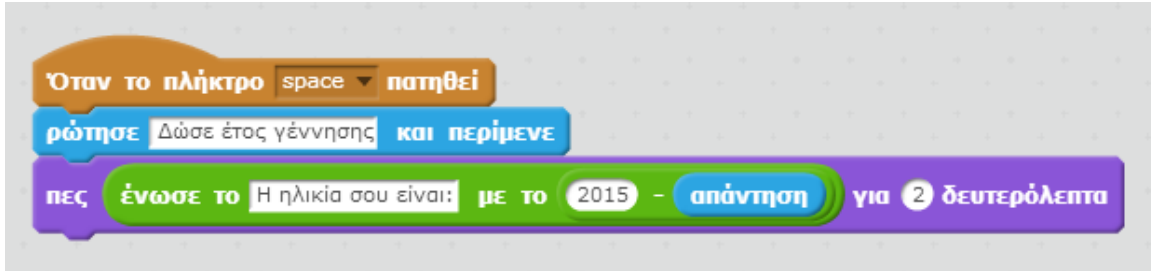 Όταν το πλήκτρο space πατηθεί
ρώτησε Δώσε έτος γέννησης και περίμενε
πες ένωσε το Η ηλικία σου είναι: με το 2015 - απάντηση για 2 δευτερόλεπτα